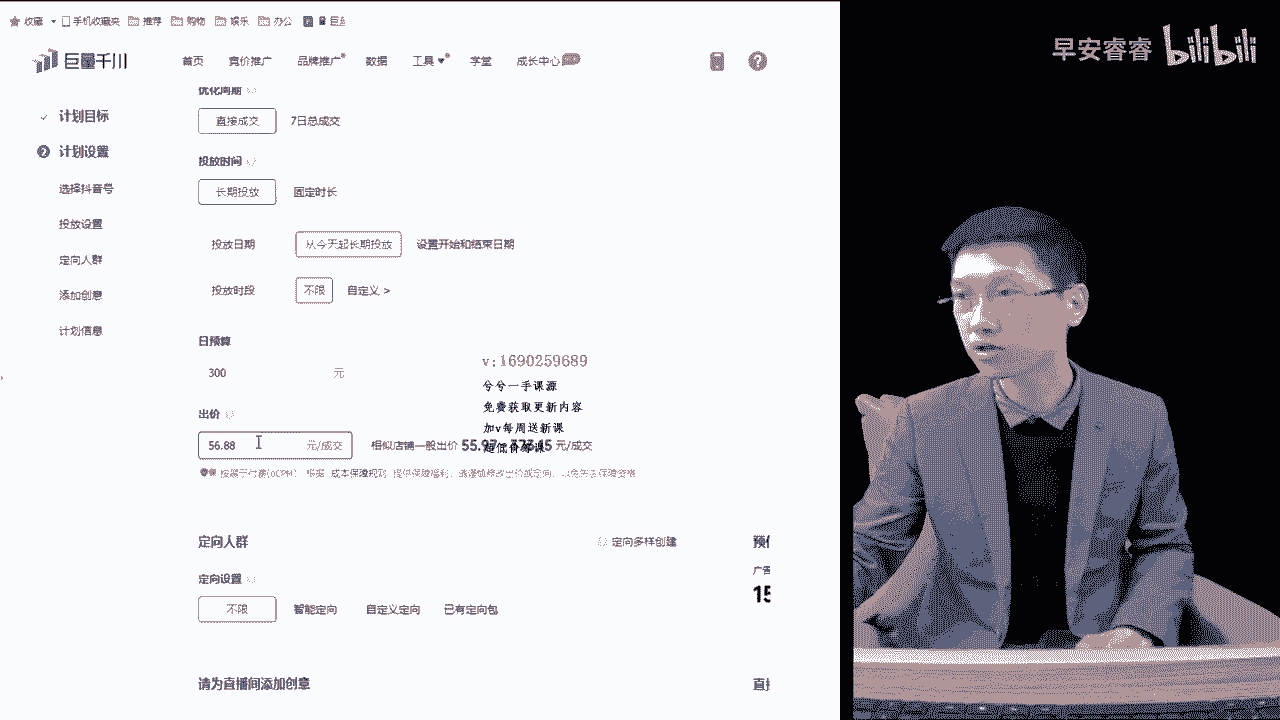 收藏 手机收藏夹 推荐 购物 娱乐 办公
巨量千川 首页 竞价推广 品牌推广 数据 工具 学堂 成长中心
早安睿睿 bilibili
计划目标
计划设置
选择抖音号
投放设置
定向人群
添加创意
计划信息
优化周期
直接成交 7日总成交
投放时间
长期投放 固定时长
投放日期 从今天起长期投放 设置开始和结束日期
投放时段 不限 自定义 >
日预算
300 元
出价
56.88 元/成交 相似店铺一般出价 55.97 元/成交
v:1690259689
兮兮一手课源
免费获取更新内容
加v每周送新课
超低价
定向人群 定向多样创建
定向设置
不限 智能定向 自定义定向 已有定向包
请为直播间添加创意
广告
15